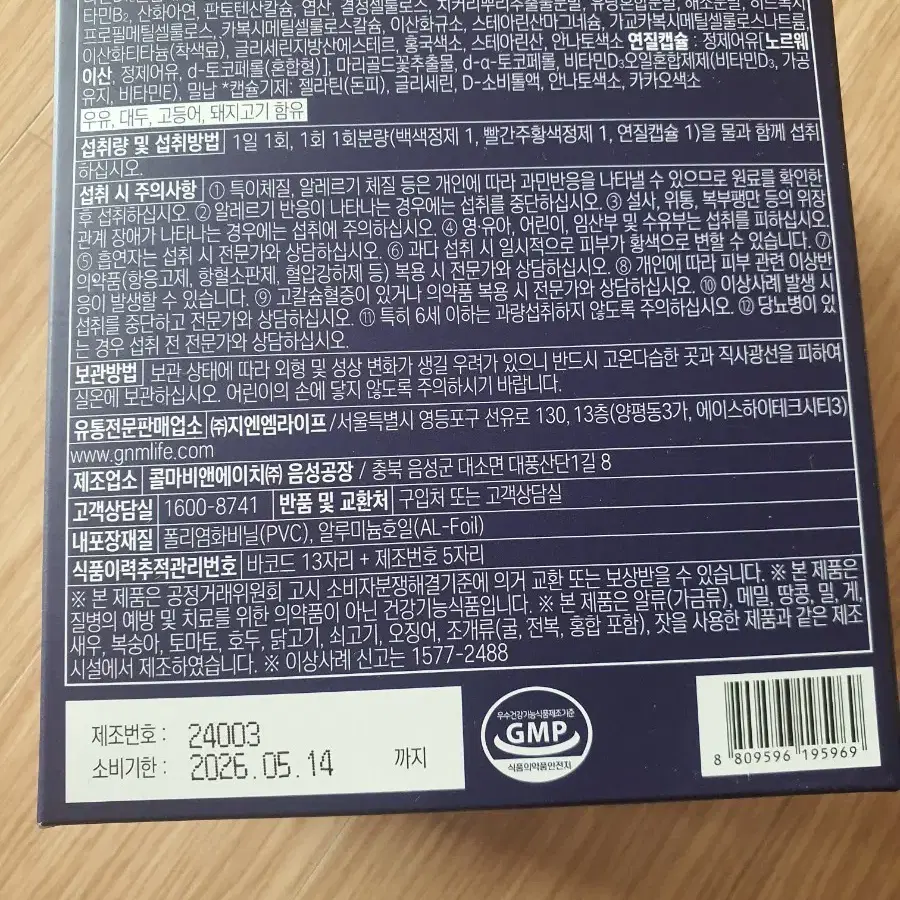 타민B₂, 산화아연, 판토텐산칼슘, 엽산, 결정셀룰로스, 치커리뿌리추출물분말, 유당혼합분말, 해조분말, 히드록시
프로필메틸셀룰로스, 카복시메틸셀룰로스칼슘, 이산화규소, 스테아린산마그네슘, 가교카복시메틸셀룰로스나트륨,
이산화티타늄(착색료), 글리세린지방산에스테르, 홍국색소, 스테아린산, 안나토색소 연질캡슐 : 정제어유[노르웨
이산, 정제어유, d-토코페롤(혼합형)], 마리골드꽃추출물, d-α-토코페롤, 비타민D₃오일혼합제제(비타민D₃, 가공
유지, 비타민E), 밀납 *캡슐기제: 젤라틴(돈피), 글리세린, D-소비톨액, 안나토색소, 카카오색소
우유, 대두, 고등어, 돼지고기 함유
섭취량 및 섭취방법 1일 1회, 1회 1회분량(백색정제 1, 빨간주황색정제 1, 연질캡슐 1)을 물과 함께 섭취
하십시오.
섭취 시 주의사항 ① 특이체질, 알레르기 체질 등은 개인에 따라 과민반응을 나타낼 수 있으므로 원료를 확인한
후 섭취하십시오. ② 알레르기 반응이 나타나는 경우에는 섭취를 중단하십시오. ③ 설사, 위통, 복부팽만 등의 위장
관계 장애가 나타나는 경우에는 섭취에 주의하십시오. ④ 영·유아, 어린이, 임산부 및 수유부는 섭취를 피하십시오.
⑤ 흡연자는 섭취 시 전문가와 상담하십시오. ⑥ 과다 섭취 시 일시적으로 피부가 황색으로 변할 수 있습니다. ⑦
의약품(항응고제, 항혈소판제, 혈압강하제 등) 복용 시 전문가와 상담하십시오. ⑧ 개인에 따라 피부 관련 이상반
응이 발생할 수 있습니다. ⑨ 고칼슘혈증이 있거나 의약품 복용 시 전문가와 상담하십시오. ⑩ 이상사례 발생 시
섭취를 중단하고 전문가와 상담하십시오. ⑪ 특히 6세 이하는 과량섭취하지 않도록 주의하십시오. ⑫ 당뇨병이 있
는 경우 섭취 전 전문가와 상담하십시오.
보관방법 보관 상태에 따라 외형 및 성상 변화가 생길 우려가 있으니 반드시 고온다습한 곳과 직사광선을 피하여
실온에 보관하십시오. 어린이의 손에 닿지 않도록 주의하시기 바랍니다.
유통전문판매업소 ㈜지엔엠라이프 / 서울특별시 영등포구 선유로 130, 13층(양평동3가, 에이스하이테크시티3)
www.gnmlife.com
제조업소 콜마비앤에이치㈜ 음성공장 / 충북 음성군 대소면 대풍산단1길 8
고객상담실 1600-8741 반품 및 교환처 구입처 또는 고객상담실
내포장재질 폴리염화비닐(PVC), 알루미늄호일(AL-Foil)
식품이력추적관리번호 바코드 13자리 + 제조번호 5자리
※ 본 제품은 공정거래위원회 고시 소비자분쟁해결기준에 의거 교환 또는 보상받을 수 있습니다. ※ 본 제품은
질병의 예방 및 치료를 위한 의약품이 아닌 건강기능식품입니다. ※ 본 제품은 알류(가금류), 메밀, 땅콩, 밀, 게,
새우, 복숭아, 토마토, 호두, 닭고기, 쇠고기, 오징어, 조개류(굴, 전복, 홍합 포함), 잣을 사용한 제품과 같은 제조
시설에서 제조하였습니다. ※ 이상사례 신고는 1577-2488
제조번호 : 24003
소비기한 : 2026.05.14 까지
우수건강기능식품제조기준
GMP
식품의약품안전처
8 809596 195969